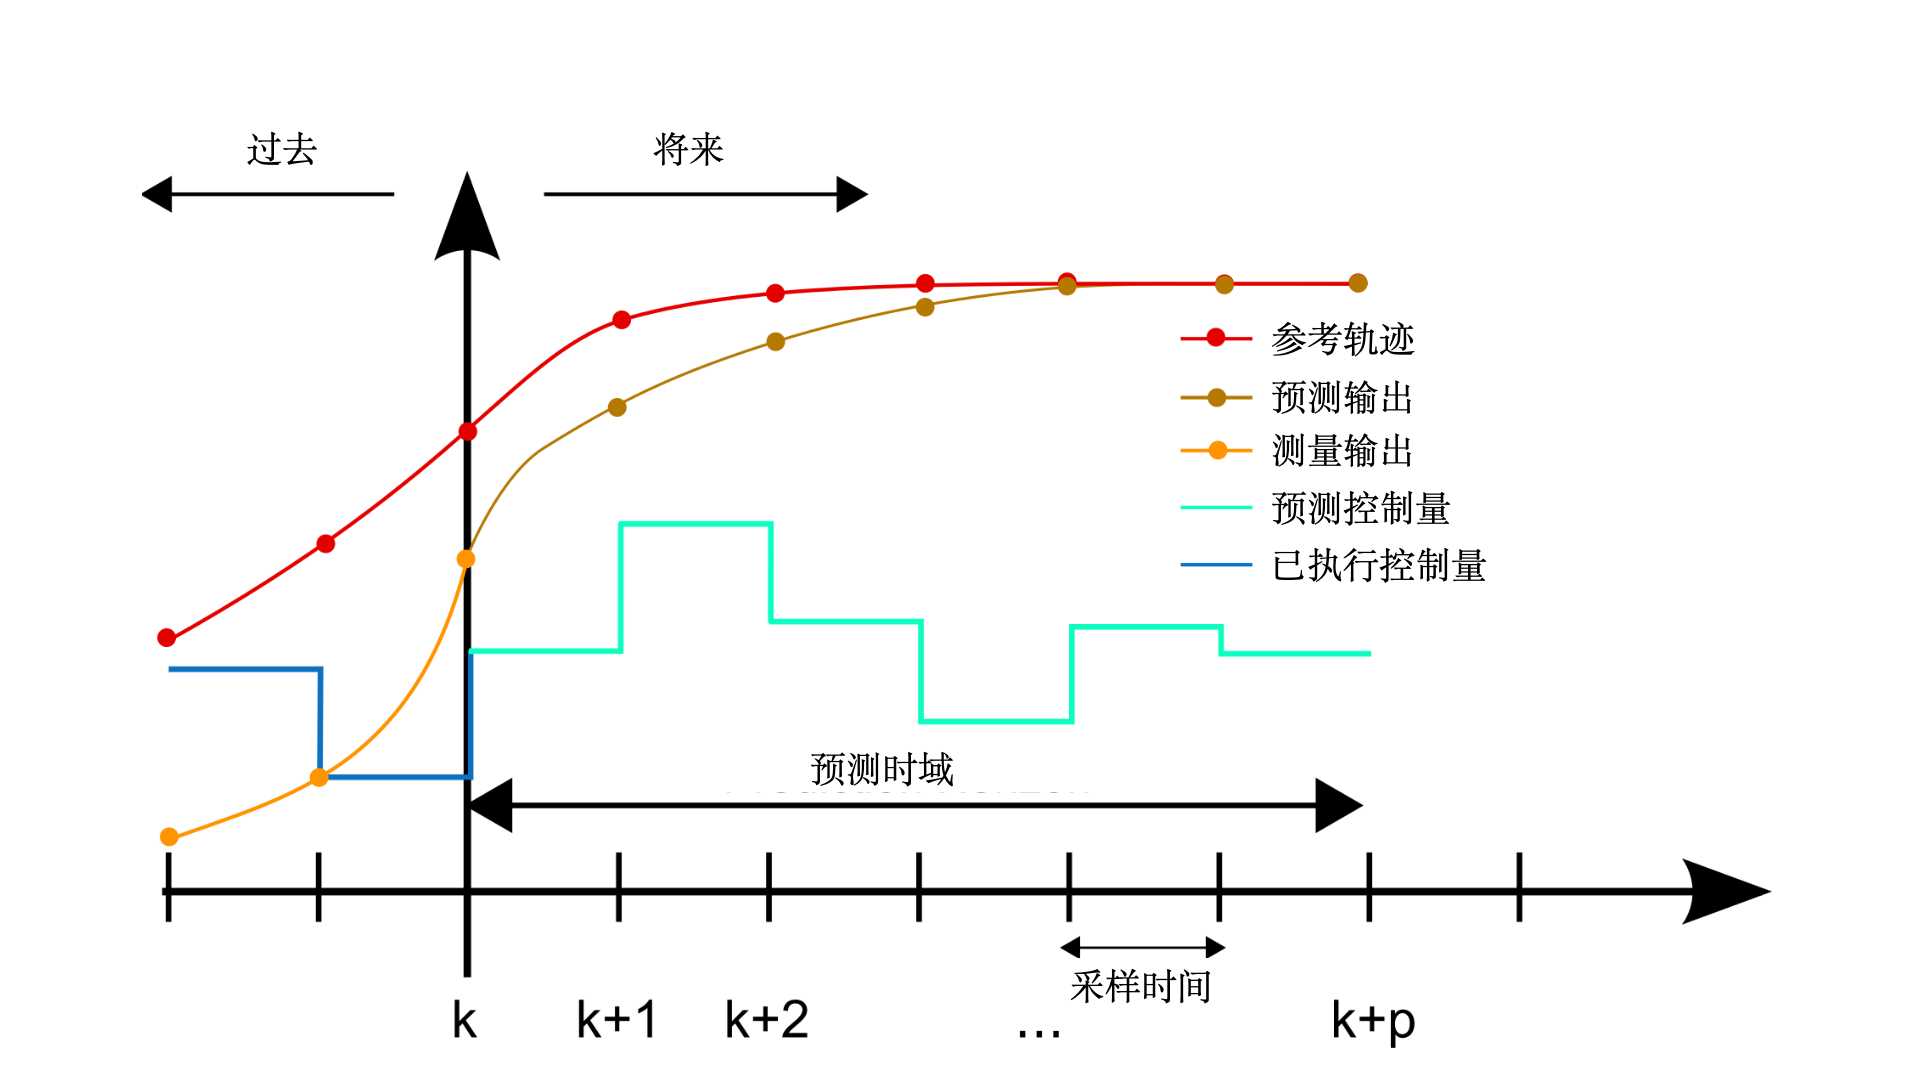 过去
将来
参考轨迹
预测输出
测量输出
预测控制量
已执行控制量
预测时域
采样时间
k
k+1
k+2
...
k+p